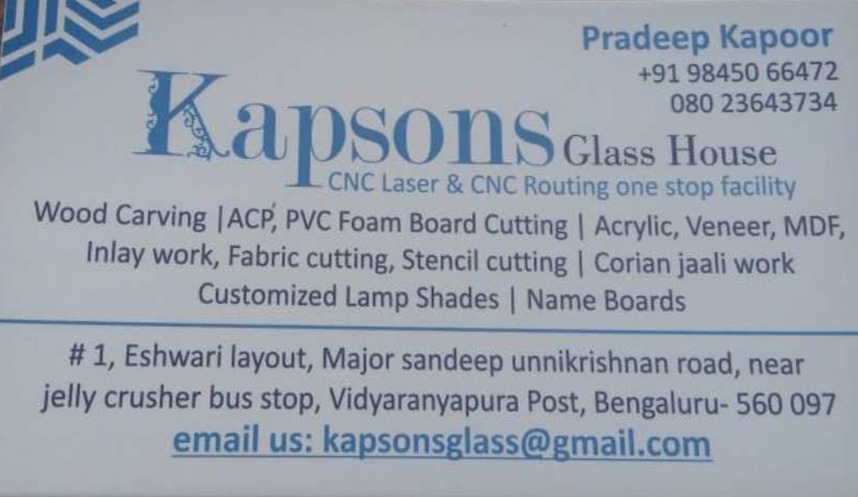 Pradeep Kapoor
+91 98450 66472
080 23643734
Kapsons Glass House
CNC Laser & CNC Routing one stop facility
Wood Carving | ACP, PVC Foam Board Cutting | Acrylic, Veneer, MDF,
Inlay work, Fabric cutting, Stencil cutting | Corian jaali work
Customized Lamp Shades | Name Boards
# 1, Eshwari layout, Major sandeep unnikrishnan road, near
jelly crusher bus stop, Vidyaranyapura Post, Bengaluru- 560 097
email us: kapsonsglass@gmail.com